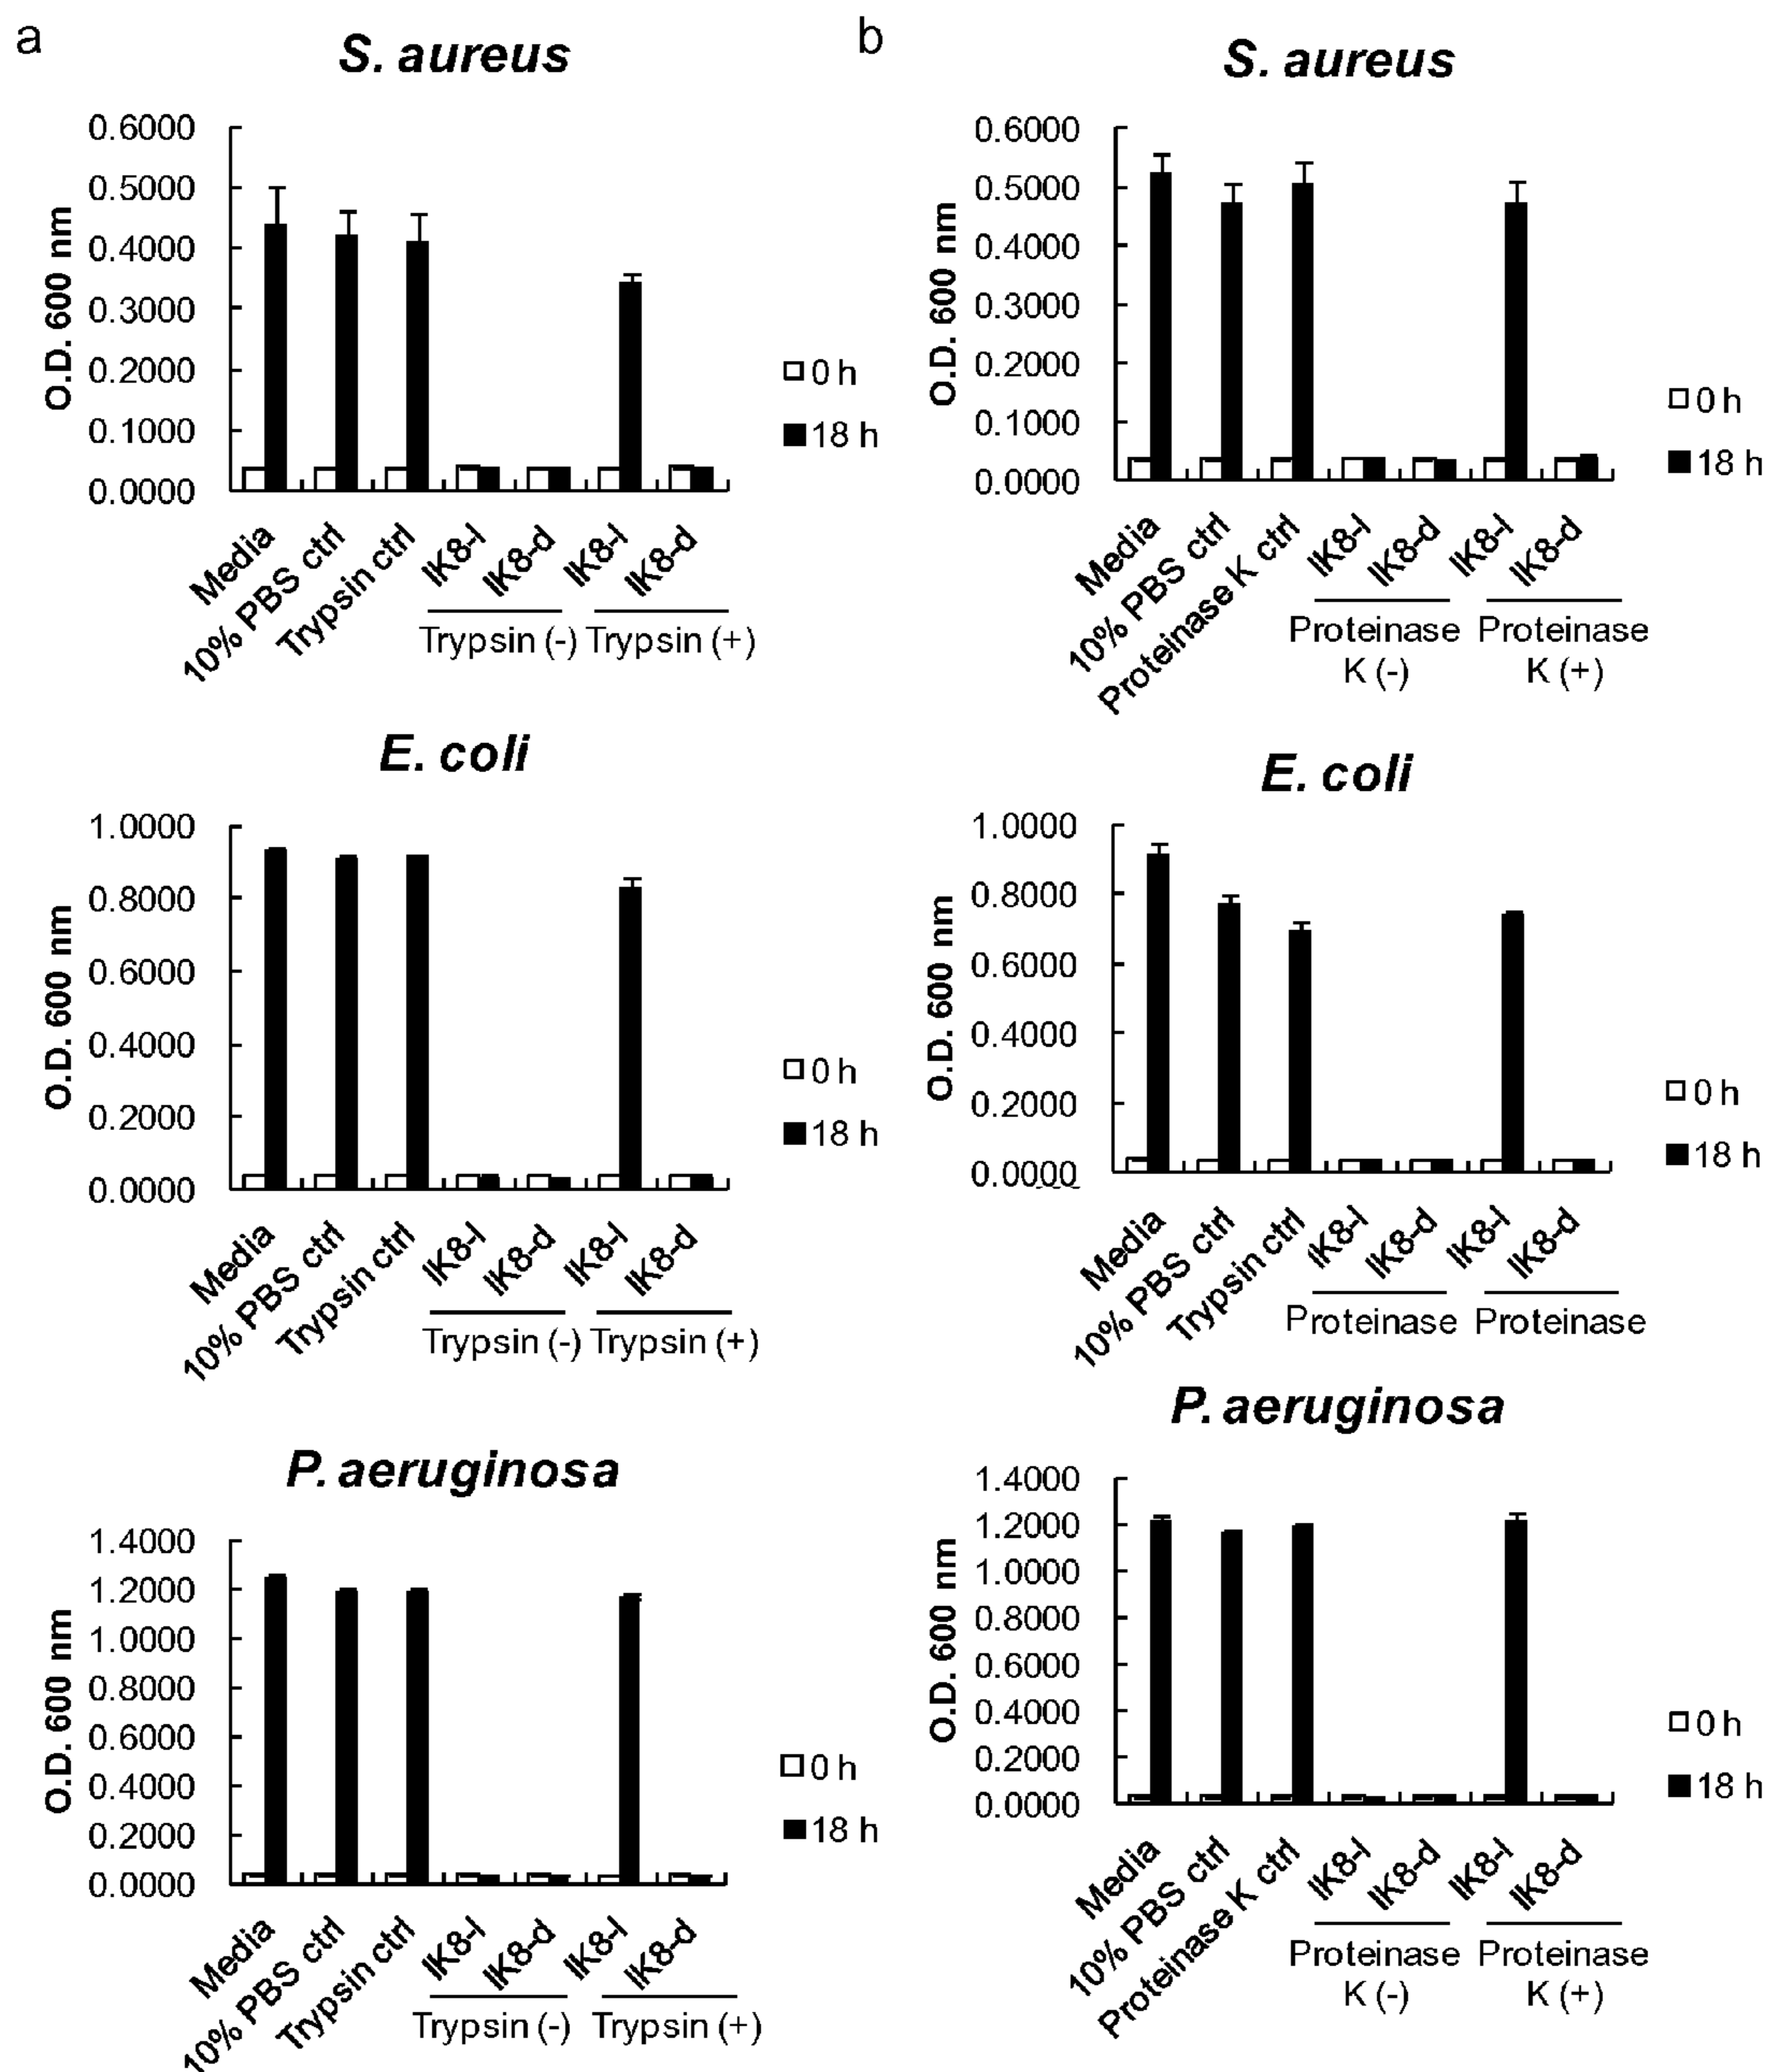 a
S. aureus
0.6000
0.5000
0.4000
0.3000
0.2000
0.1000
0.0000
O.D. 600 nm
0 h
18 h
Media
10% PBS ctrl
Trypsin ctrl
IK8-l
IK8-d
IK8-l
IK8-d
Trypsin (-) Trypsin (+)
E. coli
1.0000
0.8000
0.6000
0.4000
0.2000
0.0000
O.D. 600 nm
0 h
18 h
Media
10% PBS ctrl
Trypsin ctrl
IK8-l
IK8-d
IK8-l
IK8-d
Trypsin (-) Trypsin (+)
P. aeruginosa
1.4000
1.2000
1.0000
0.8000
0.6000
0.4000
0.2000
0.0000
O.D. 600 nm
0 h
18 h
Media
10% PBS ctrl
Trypsin ctrl
IK8-l
IK8-d
IK8-l
IK8-d
Trypsin (-) Trypsin (+)
b
S. aureus
0.6000
0.5000
0.4000
0.3000
0.2000
0.1000
0.0000
O.D. 600 nm
0 h
18 h
Media
10% PBS ctrl
Proteinase K ctrl
IK8-l
IK8-d
IK8-l
IK8-d
Proteinase Proteinase
K (-) K (+)
E. coli
1.0000
0.8000
0.6000
0.4000
0.2000
0.0000
O.D. 600 nm
0 h
18 h
Media
10% PBS ctrl
Trypsin ctrl
IK8-l
IK8-d
IK8-l
IK8-d
Proteinase Proteinase
P. aeruginosa
1.4000
1.2000
1.0000
0.8000
0.6000
0.4000
0.2000
0.0000
O.D. 600 nm
0 h
18 h
Media
10% PBS ctrl
Proteinase K ctrl
IK8-l
IK8-d
IK8-l
IK8-d
Proteinase Proteinase
K (-) K (+)